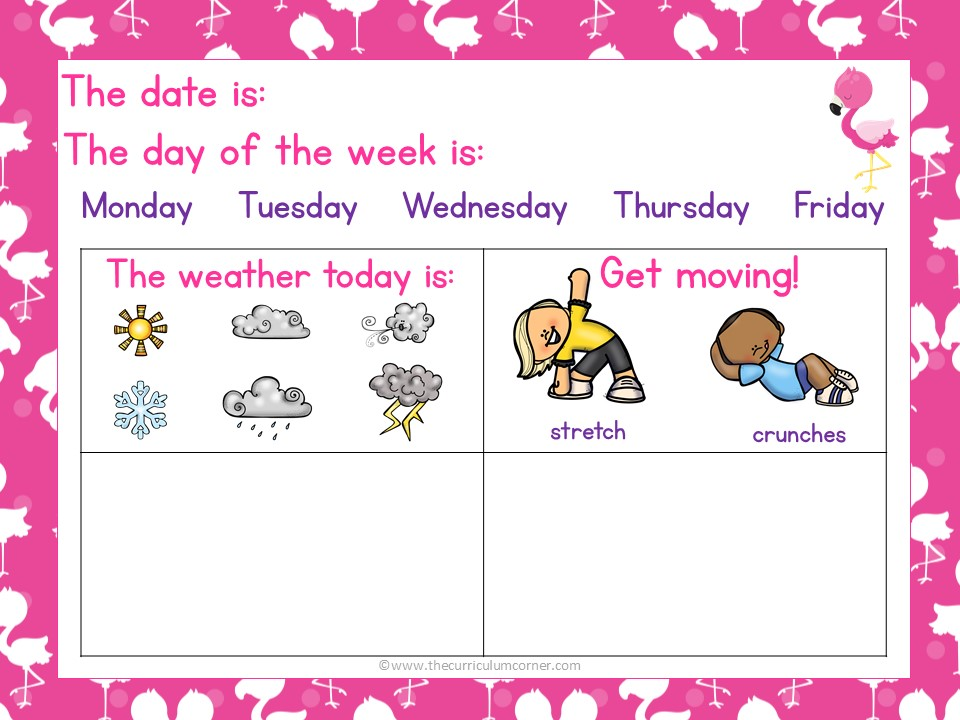 The date is:
The day of the week is:
Monday Tuesday Wednesday Thursday Friday
The weather today is:
Get moving!
stretch
crunches
©www.thecurriculumcorner.com